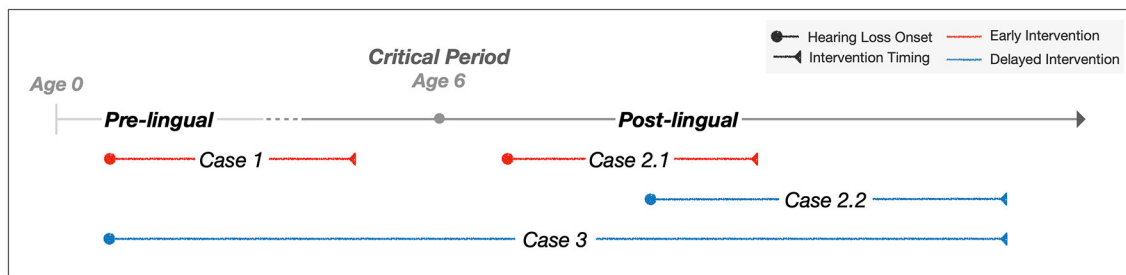 Hearing Loss Onset
Early Intervention
Intervention Timing
Delayed Intervention
Critical Period
Age 0
Age 6
Pre-lingual
Post-lingual
Case 1
Case 2.1
Case 2.2
Case 3